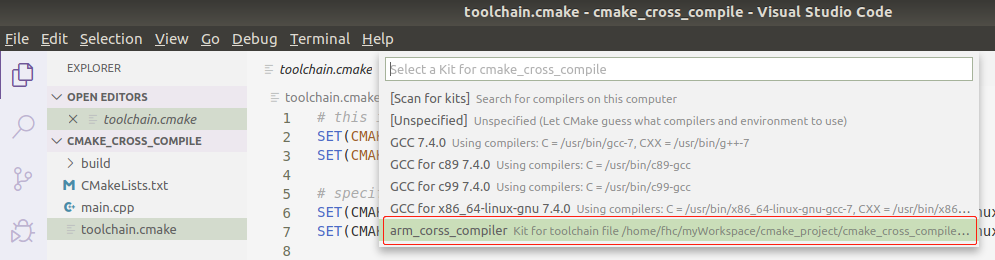 toolchain.cmake - cmake_cross_compile - Visual Studio Code
File Edit Selection View Go Debug Terminal Help
EXPLORER
OPEN EDITORS
toolchain.cmake
CMAKE_CROSS_COMPILE
build
CMakeLists.txt
main.cpp
toolchain.cmake
toolchain.cmake
toolchain.cmake
1 # this
2 SET(CMA
3 SET(CMA
4
5 # speci
6 SET(CMA
7 SET(CMA
8
Select a Kit for cmake_cross_compile
[Scan for kits] Search for compilers on this computer
[Unspecified] Unspecified (Let CMake guess what compilers and environment to use)
GCC 7.4.0 Using compilers: C = /usr/bin/gcc-7, CXX = /usr/bin/g++-7
GCC for c89 7.4.0 Using compilers: C = /usr/bin/c89-gcc
GCC for c99 7.4.0 Using compilers: C = /usr/bin/c99-gcc
GCC for x86_64-linux-gnu 7.4.0 Using compilers: C = /usr/bin/x86_64-linux-gnu-gcc-7, CXX = /usr/bin/x86...
arm_corss_compiler Kit for toolchain file /home/fhc/myWorkspace/cmake_project/cmake_cross_compile...